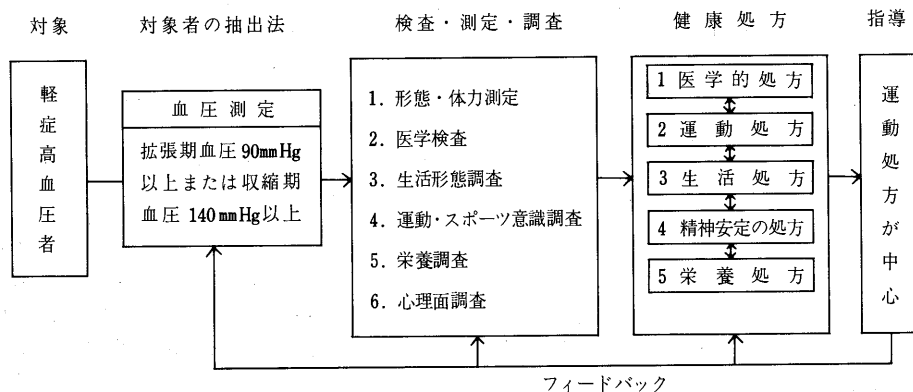 対象
対象者の抽出法
検査・測定・調査
健康処方
指導
軽症高血圧者
血圧測定
拡張期血圧90mmHg
以上または収縮期
血圧140mmHg以上
1. 形態・体力測定
2. 医学検査
3. 生活形態調査
4. 運動・スポーツ意識調査
5. 栄養調査
6. 心理面調査
1 医学的処方
2 運動処方
3 生活処方
4 精神安定の処方
5 栄養処方
運動処方が中心
フィードバック